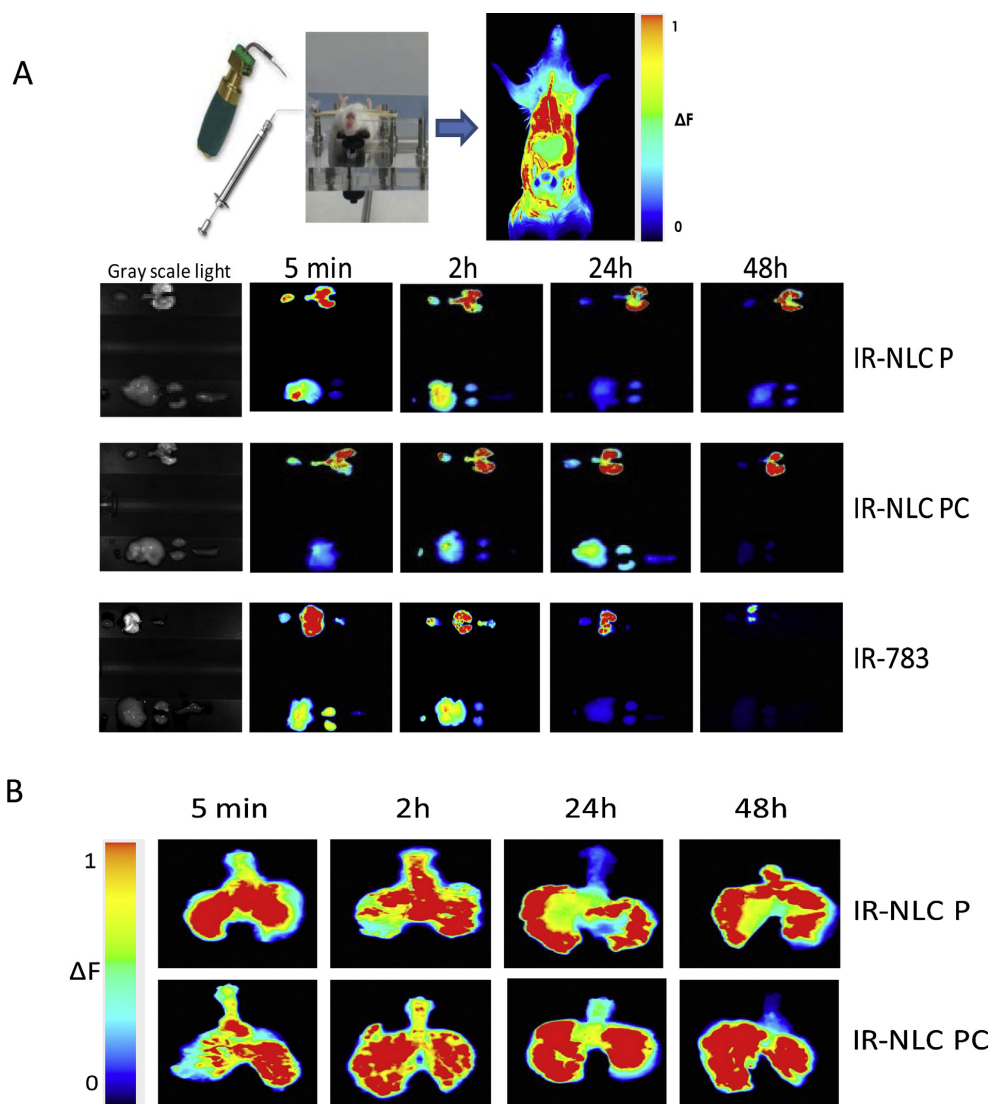 A
1
ΔF
0
Gray scale light 5 min 2h 24h 48h
IR-NLC P
IR-NLC PC
IR-783
B
5 min 2h 24h 48h
1
ΔF
0
IR-NLC P
IR-NLC PC